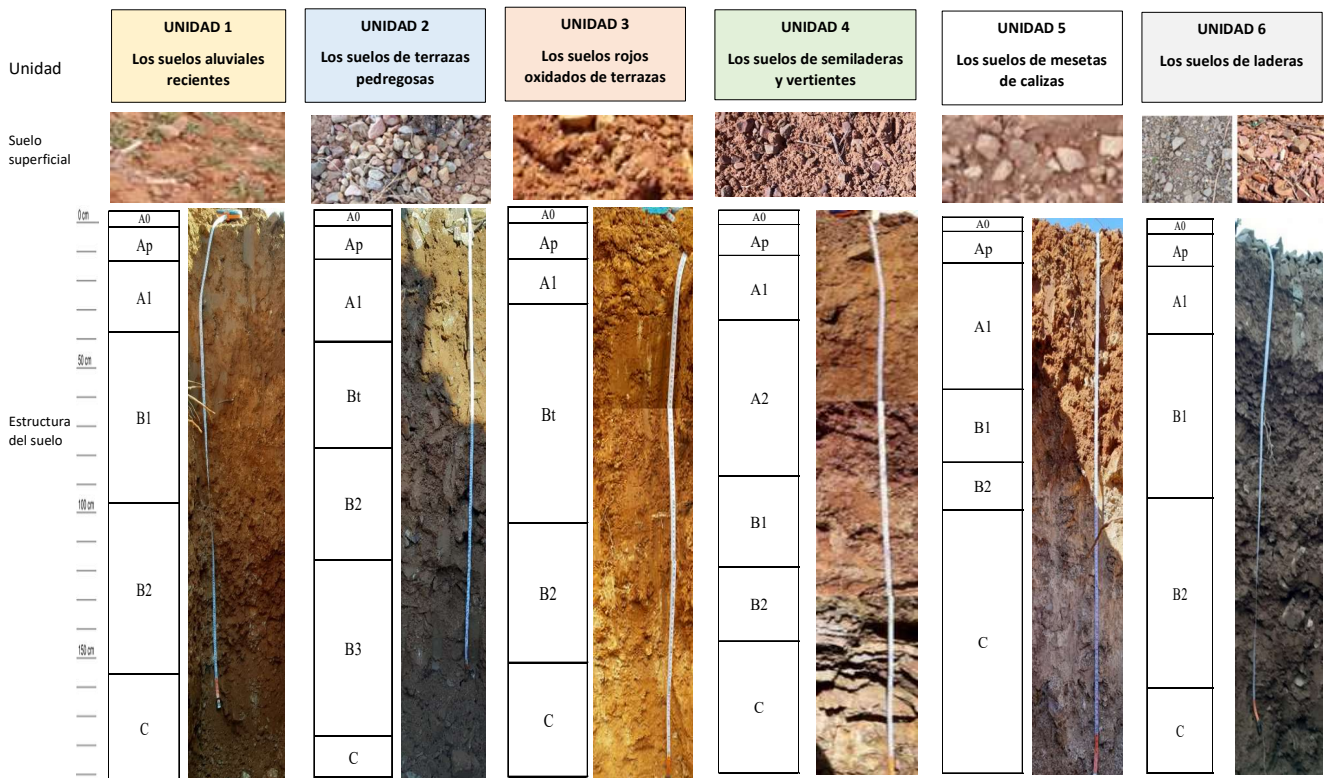 Unidad
UNIDAD 1
Los suelos aluviales
recientes
UNIDAD 2
Los suelos de terrazas
pedregosas
UNIDAD 3
Los suelos rojos
oxidados de terrazas
UNIDAD 4
Los suelos de semiladeras
y vertientes
UNIDAD 5
Los suelos de mesetas
de calizas
UNIDAD 6
Los suelos de laderas
Suelo
superficial
Estructura
del suelo
0 cm
50 cm
100 cm
150 cm
A0
Ap
A1
B1
B2
C
A0
Ap
A1
Bt
B2
B3
C
A0
Ap
A1
Bt
B2
C
A0
Ap
A1
A2
B1
B2
C
A0
Ap
A1
B1
B2
C
A0
Ap
A1
B1
B2
C